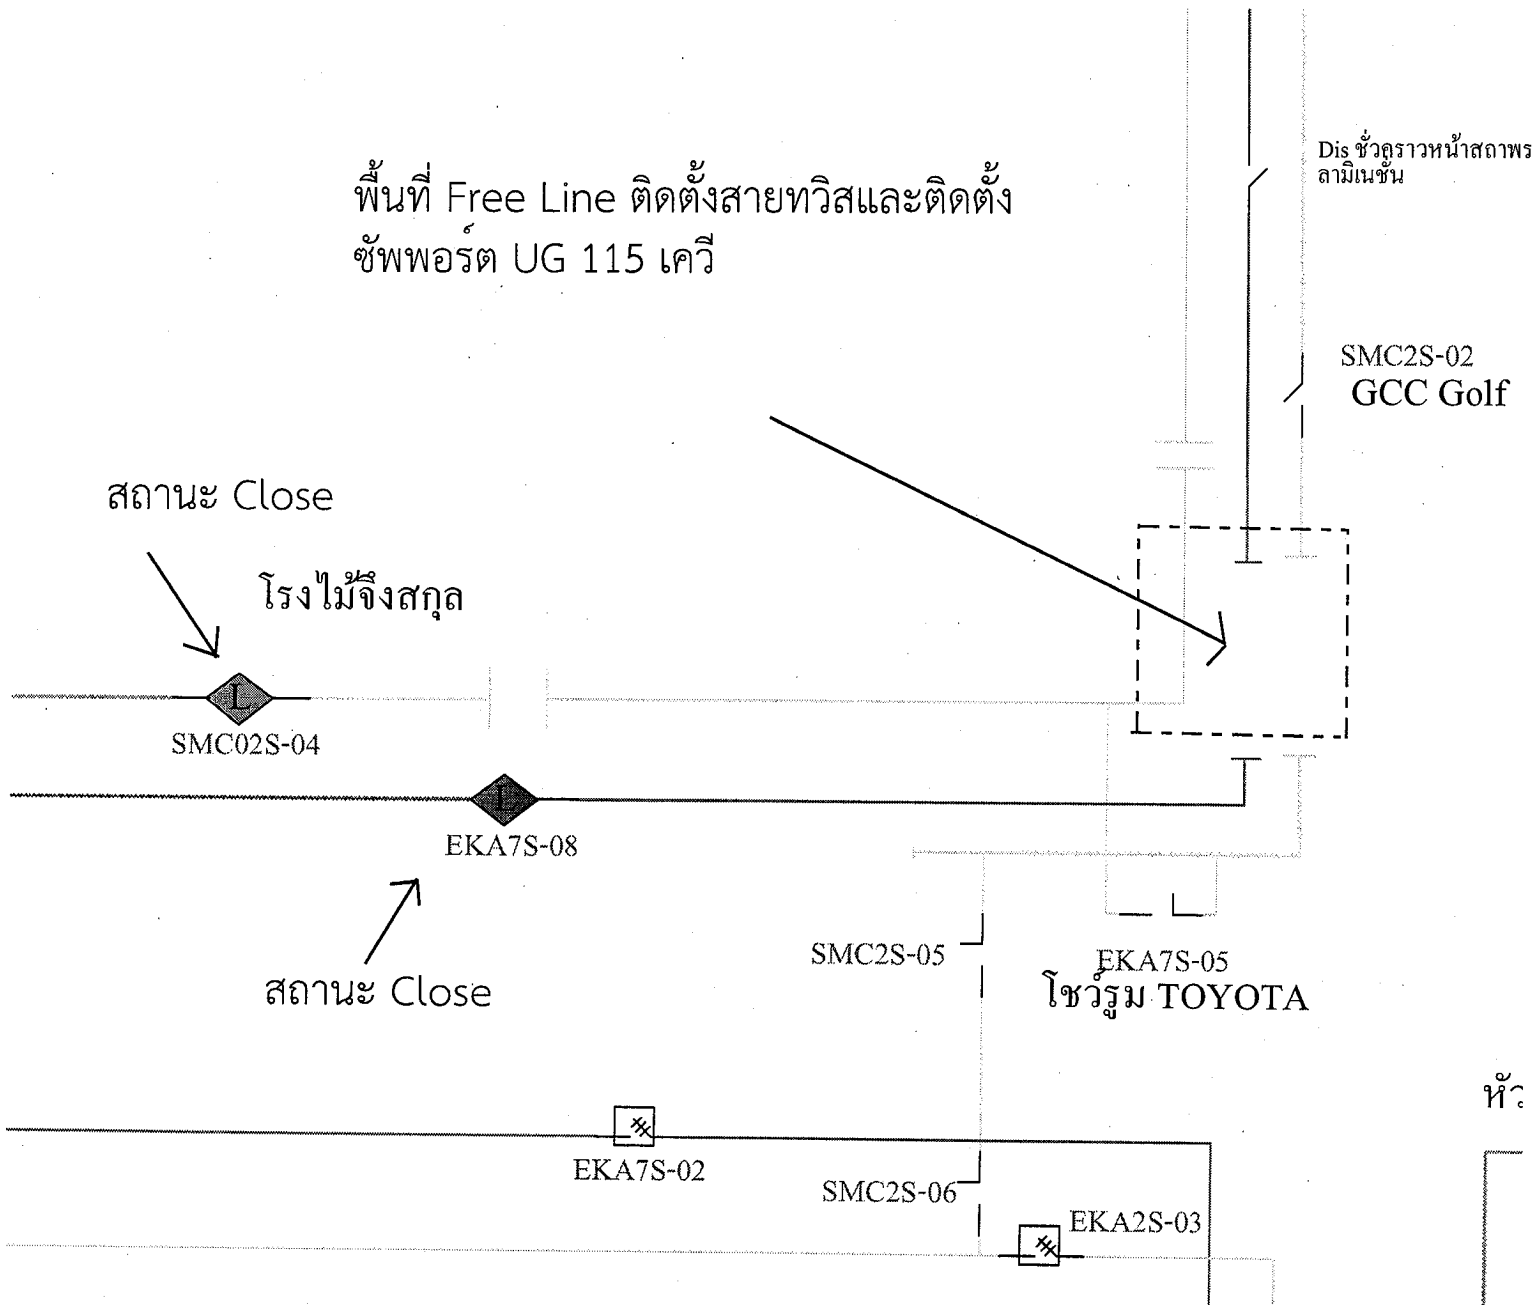 Dis ชั่วคราวหน้าสถาพร
ลามิเนชั่น
พื้นที่ Free Line ติดตั้งสายทวิสและติดตั้ง
ซัพพอร์ต UG 115 เควี
SMC2S-02
GCC Golf
สถานะ Close
โรงไม้จึงสกุล
L
SMC02S-04
L
EKA7S-08
สถานะ Close
SMC2S-05
EKA7S-05
โชว์รูม TOYOTA
EKA7S-02
SMC2S-06
EKA2S-03